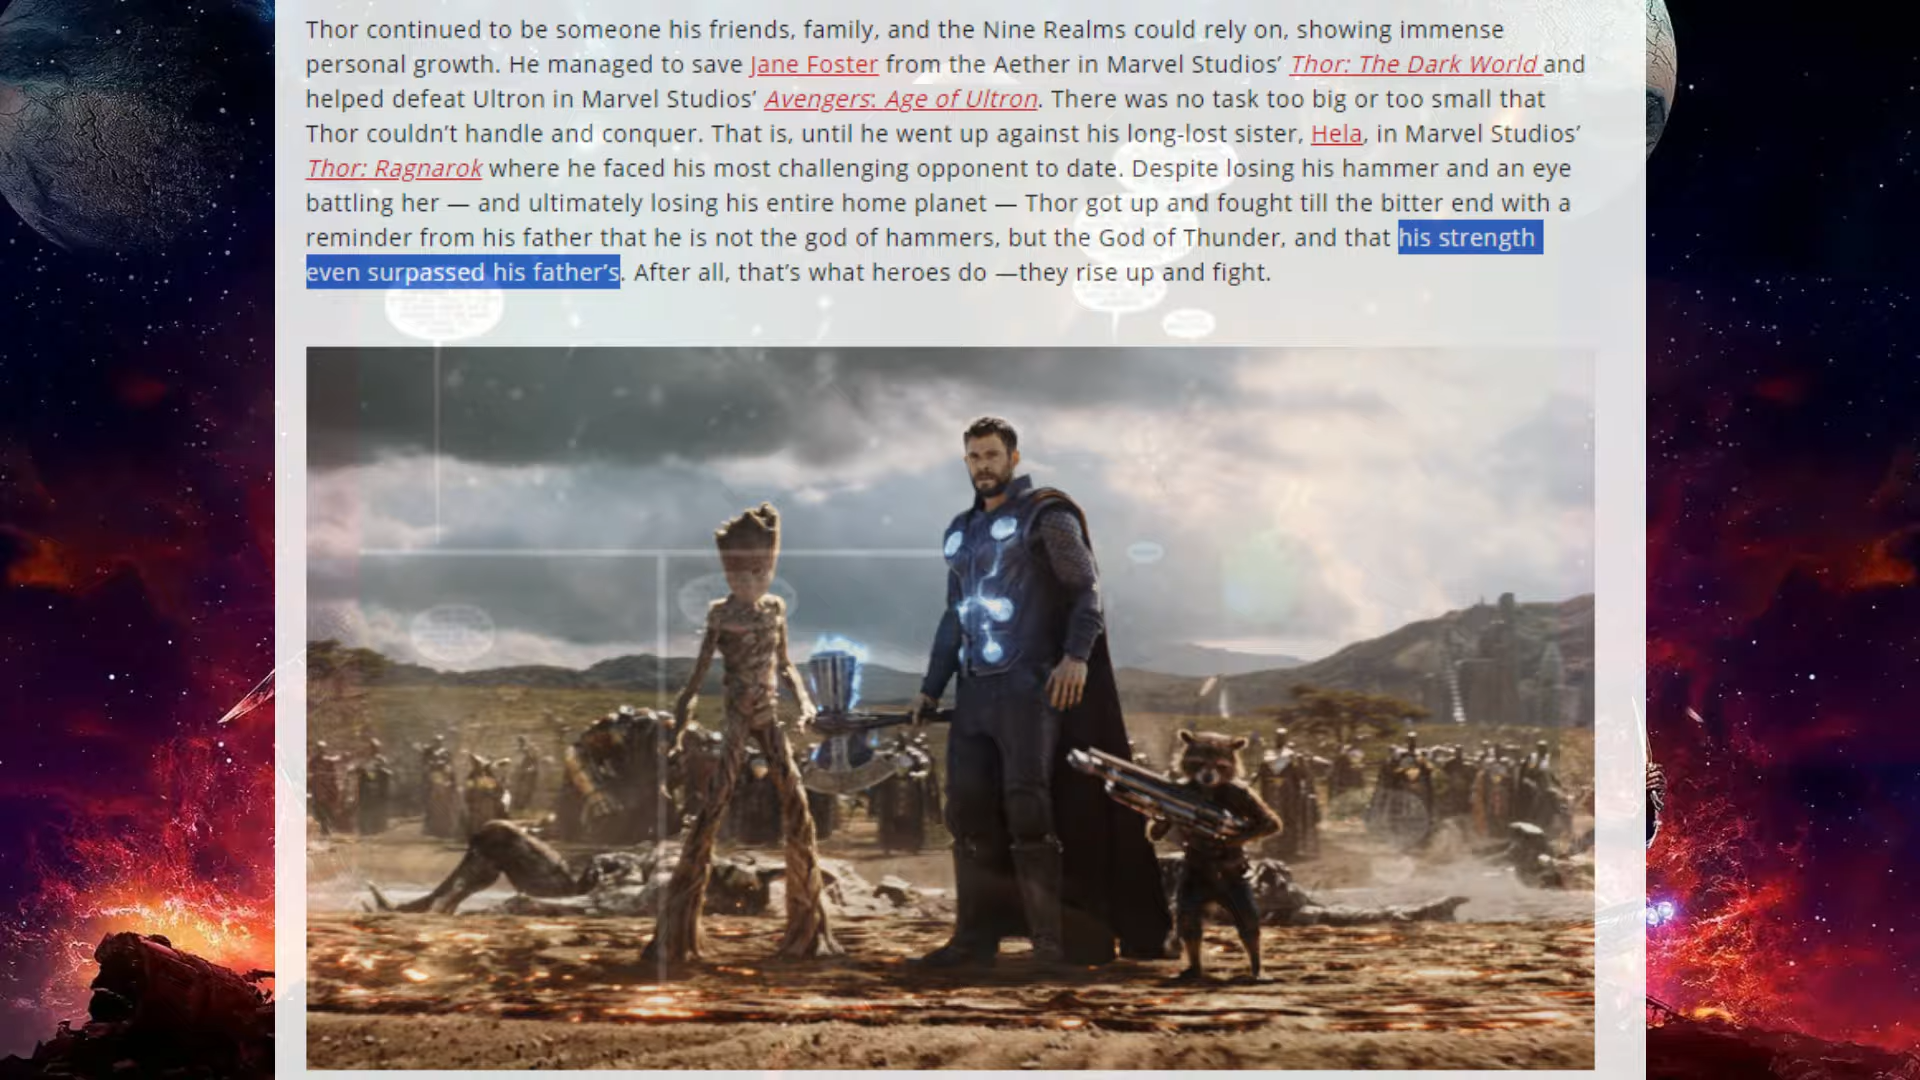 Thor continued to be someone his friends, family, and the Nine Realms could rely on, showing immense
personal growth. He managed to save Jane Foster from the Aether in Marvel Studios’ Thor: The Dark World and
helped defeat Ultron in Marvel Studios’ Avengers: Age of Ultron. There was no task too big or too small that
Thor couldn’t handle and conquer. That is, until he went up against his long-lost sister, Hela, in Marvel Studios’
Thor: Ragnarok where he faced his most challenging opponent to date. Despite losing his hammer and an eye
battling her — and ultimately losing his entire home planet — Thor got up and fought till the bitter end with a
reminder from his father that he is not the god of hammers, but the God of Thunder, and that his strength
even surpassed his father’s. After all, that’s what heroes do —they rise up and fight.